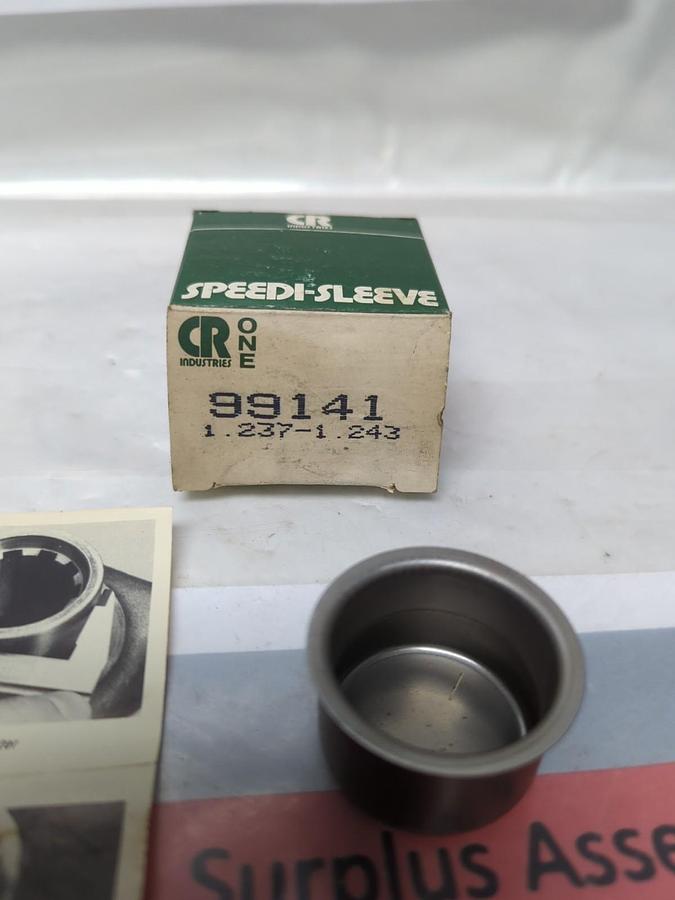 CR
INDUSTRIES
SPEEDI-SLEEVE
CR
INDUSTRIES
ONE
99141
1.237-1.243
Surplus Asse